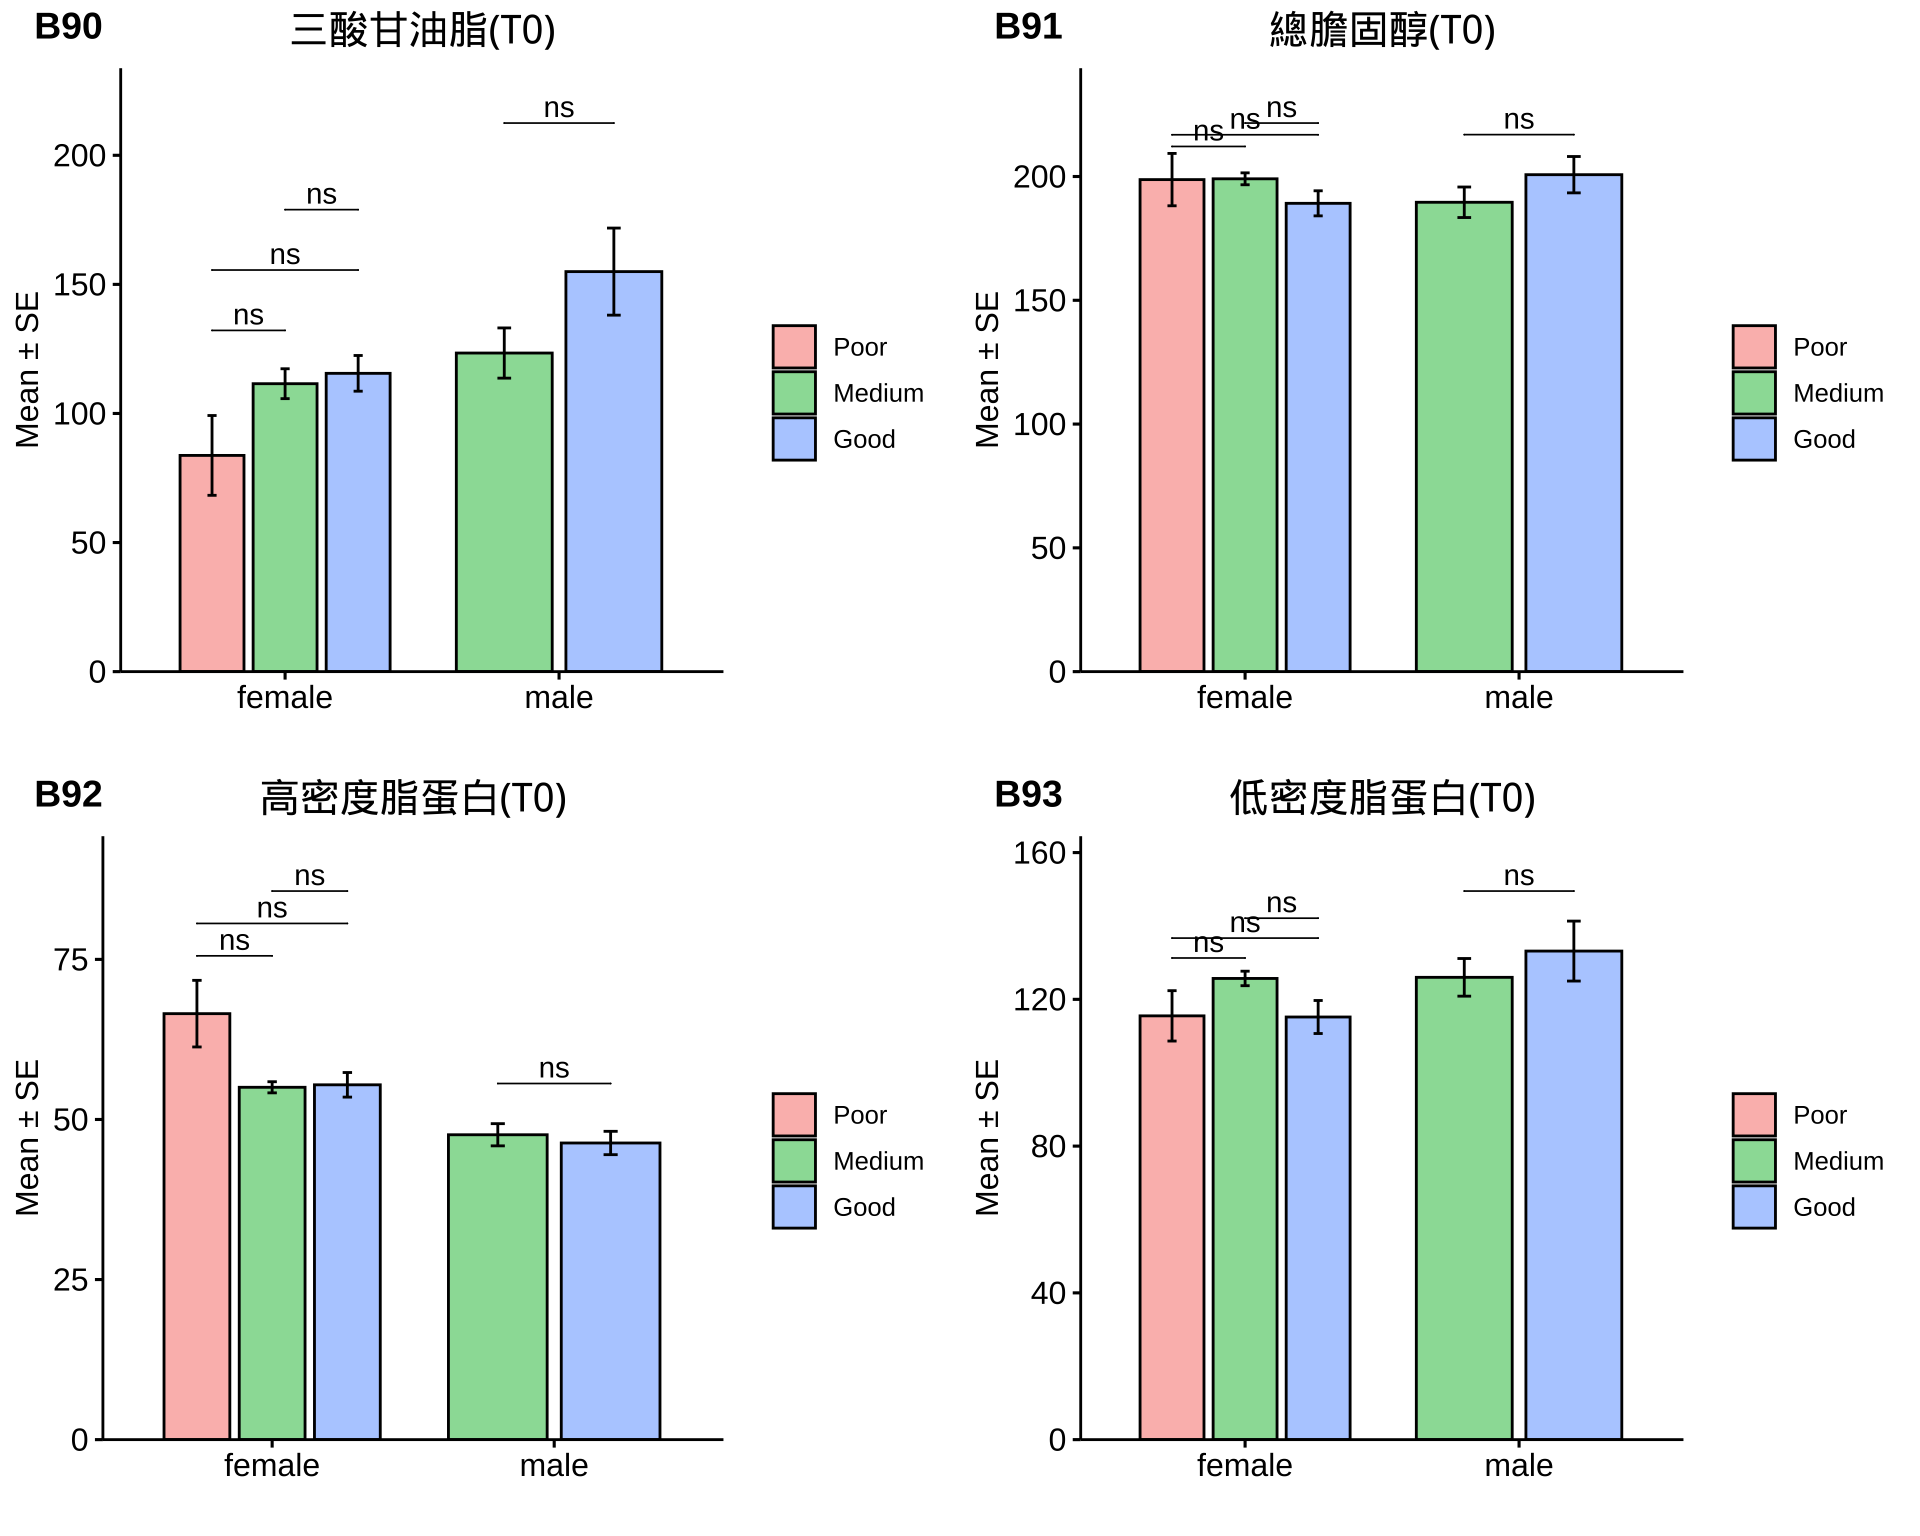 B90
三酸甘油脂(T0)
Mean ± SE
200
150
100
50
0
ns
ns
ns
ns
female
male
Poor
Medium
Good
B91
總膽固醇(T0)
Mean ± SE
200
150
100
50
0
ns
ns
ns
ns
female
male
Poor
Medium
Good
B92
高密度脂蛋白(T0)
Mean ± SE
75
50
25
0
ns
ns
ns
ns
female
male
Poor
Medium
Good
B93
低密度脂蛋白(T0)
Mean ± SE
160
120
80
40
0
ns
ns
ns
ns
female
male
Poor
Medium
Good